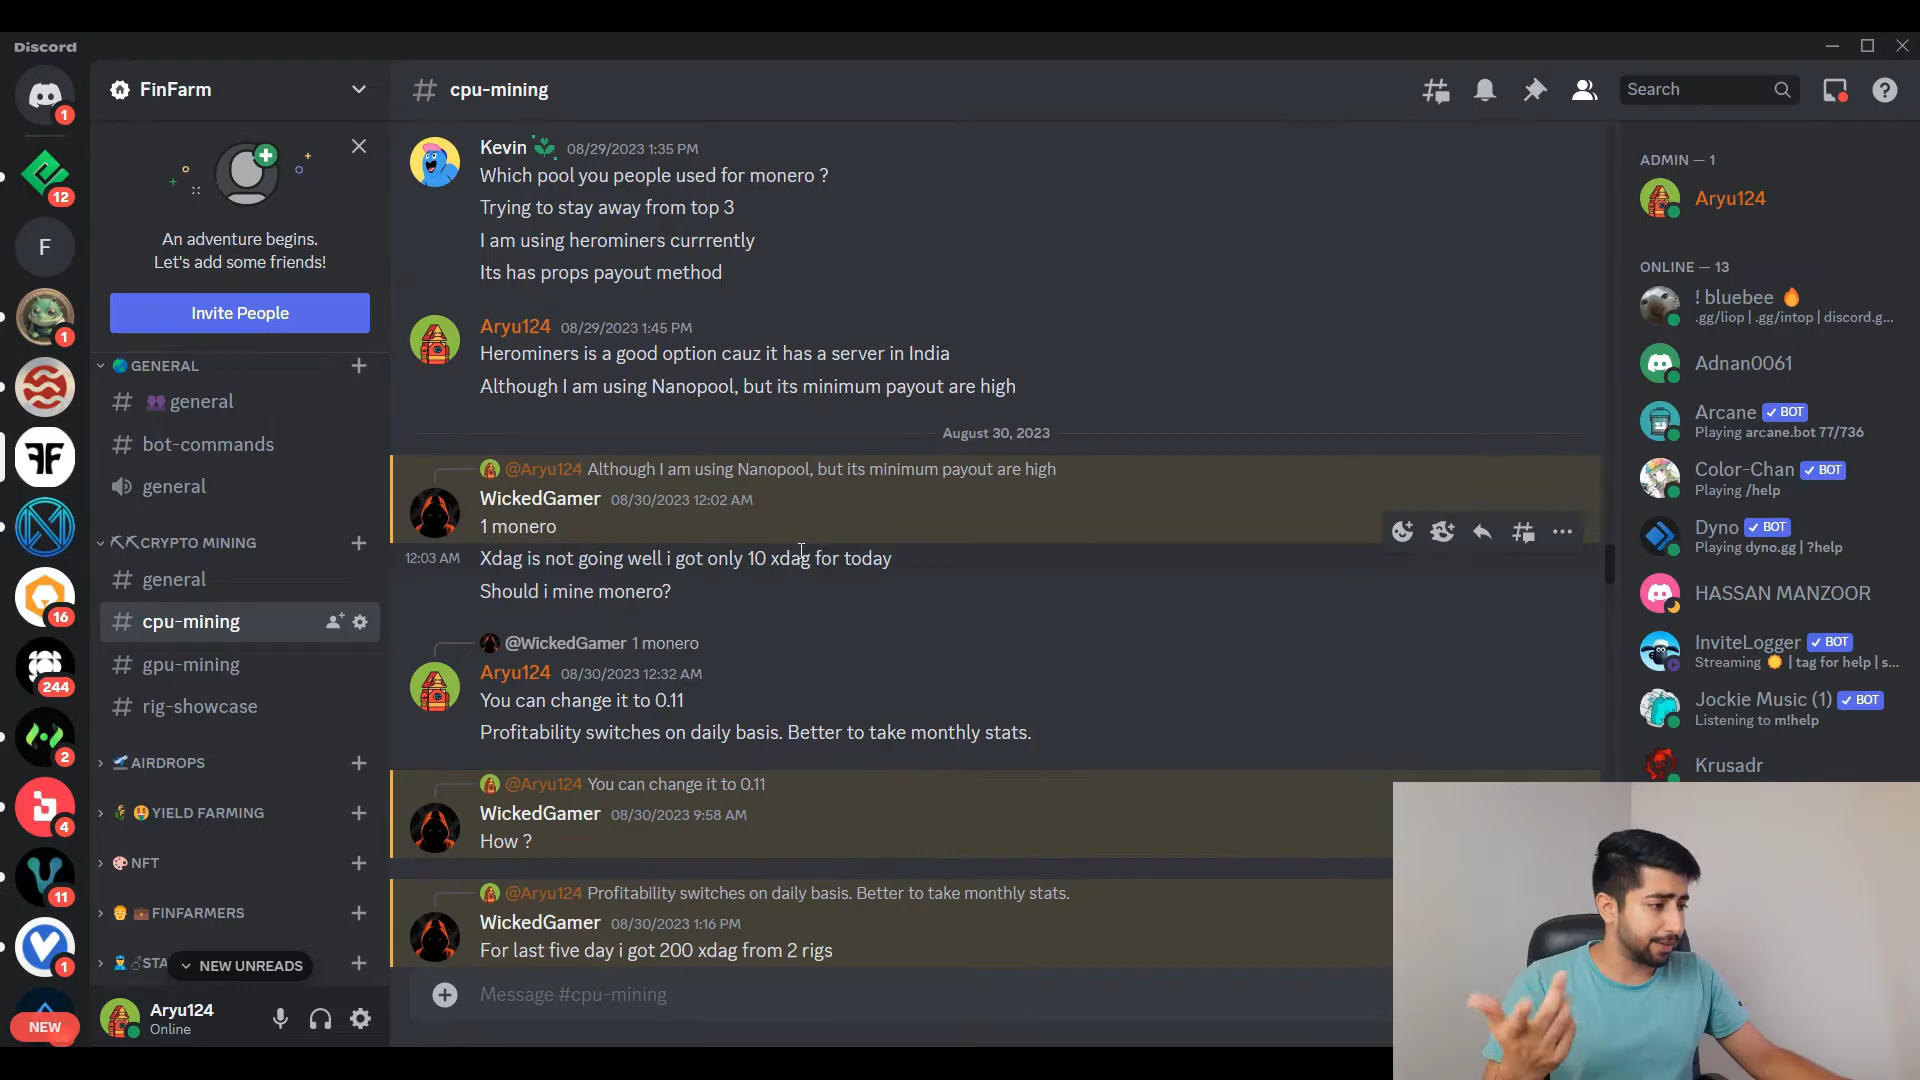 Discord
FinFarm
cpu-mining
Search
1
12
F
1
16
244
2
4
11
1
NEW
An adventure begins.
Let's add some friends!
Invite People
GENERAL
general
bot-commands
general
CRYPTO MINING
general
cpu-mining
gpu-mining
rig-showcase
AIRDROPS
YIELD FARMING
NFT
FINFARMERS
STA
NEW UNREADS
Aryu124
Online
Kevin 08/29/2023 1:35 PM
Which pool you people used for monero ?
Trying to stay away from top 3
I am using herominers currrently
Its has props payout method
Aryu124 08/29/2023 1:45 PM
Herominers is a good option cauz it has a server in India
Although I am using Nanopool, but its minimum payout are high
August 30, 2023
@Aryu124 Although I am using Nanopool, but its minimum payout are high
WickedGamer 08/30/2023 12:02 AM
1 monero
12:03 AM Xdag is not going well i got only 10 xdag for today
Should i mine monero?
@WickedGamer 1 monero
Aryu124 08/30/2023 12:32 AM
You can change it to 0.11
Profitability switches on daily basis. Better to take monthly stats.
@Aryu124 You can change it to 0.11
WickedGamer 08/30/2023 9:58 AM
How ?
@Aryu124 Profitability switches on daily basis. Better to take monthly stats.
WickedGamer 08/30/2023 1:16 PM
For last five day i got 200 xdag from 2 rigs
Message #cpu-mining
ADMIN — 1
Aryu124
ONLINE — 13
! bluebee
.gg/liop | .gg/intop | discord.g...
Adnan0061
Arcane BOT
Playing arcane.bot 77/736
Color-Chan BOT
Playing /help
Dyno BOT
Playing dyno.gg | ?help
HASSAN MANZOOR
InviteLogger BOT
Streaming | tag for help | s...
Jockie Music (1) BOT
Listening to m!help
Krusadr